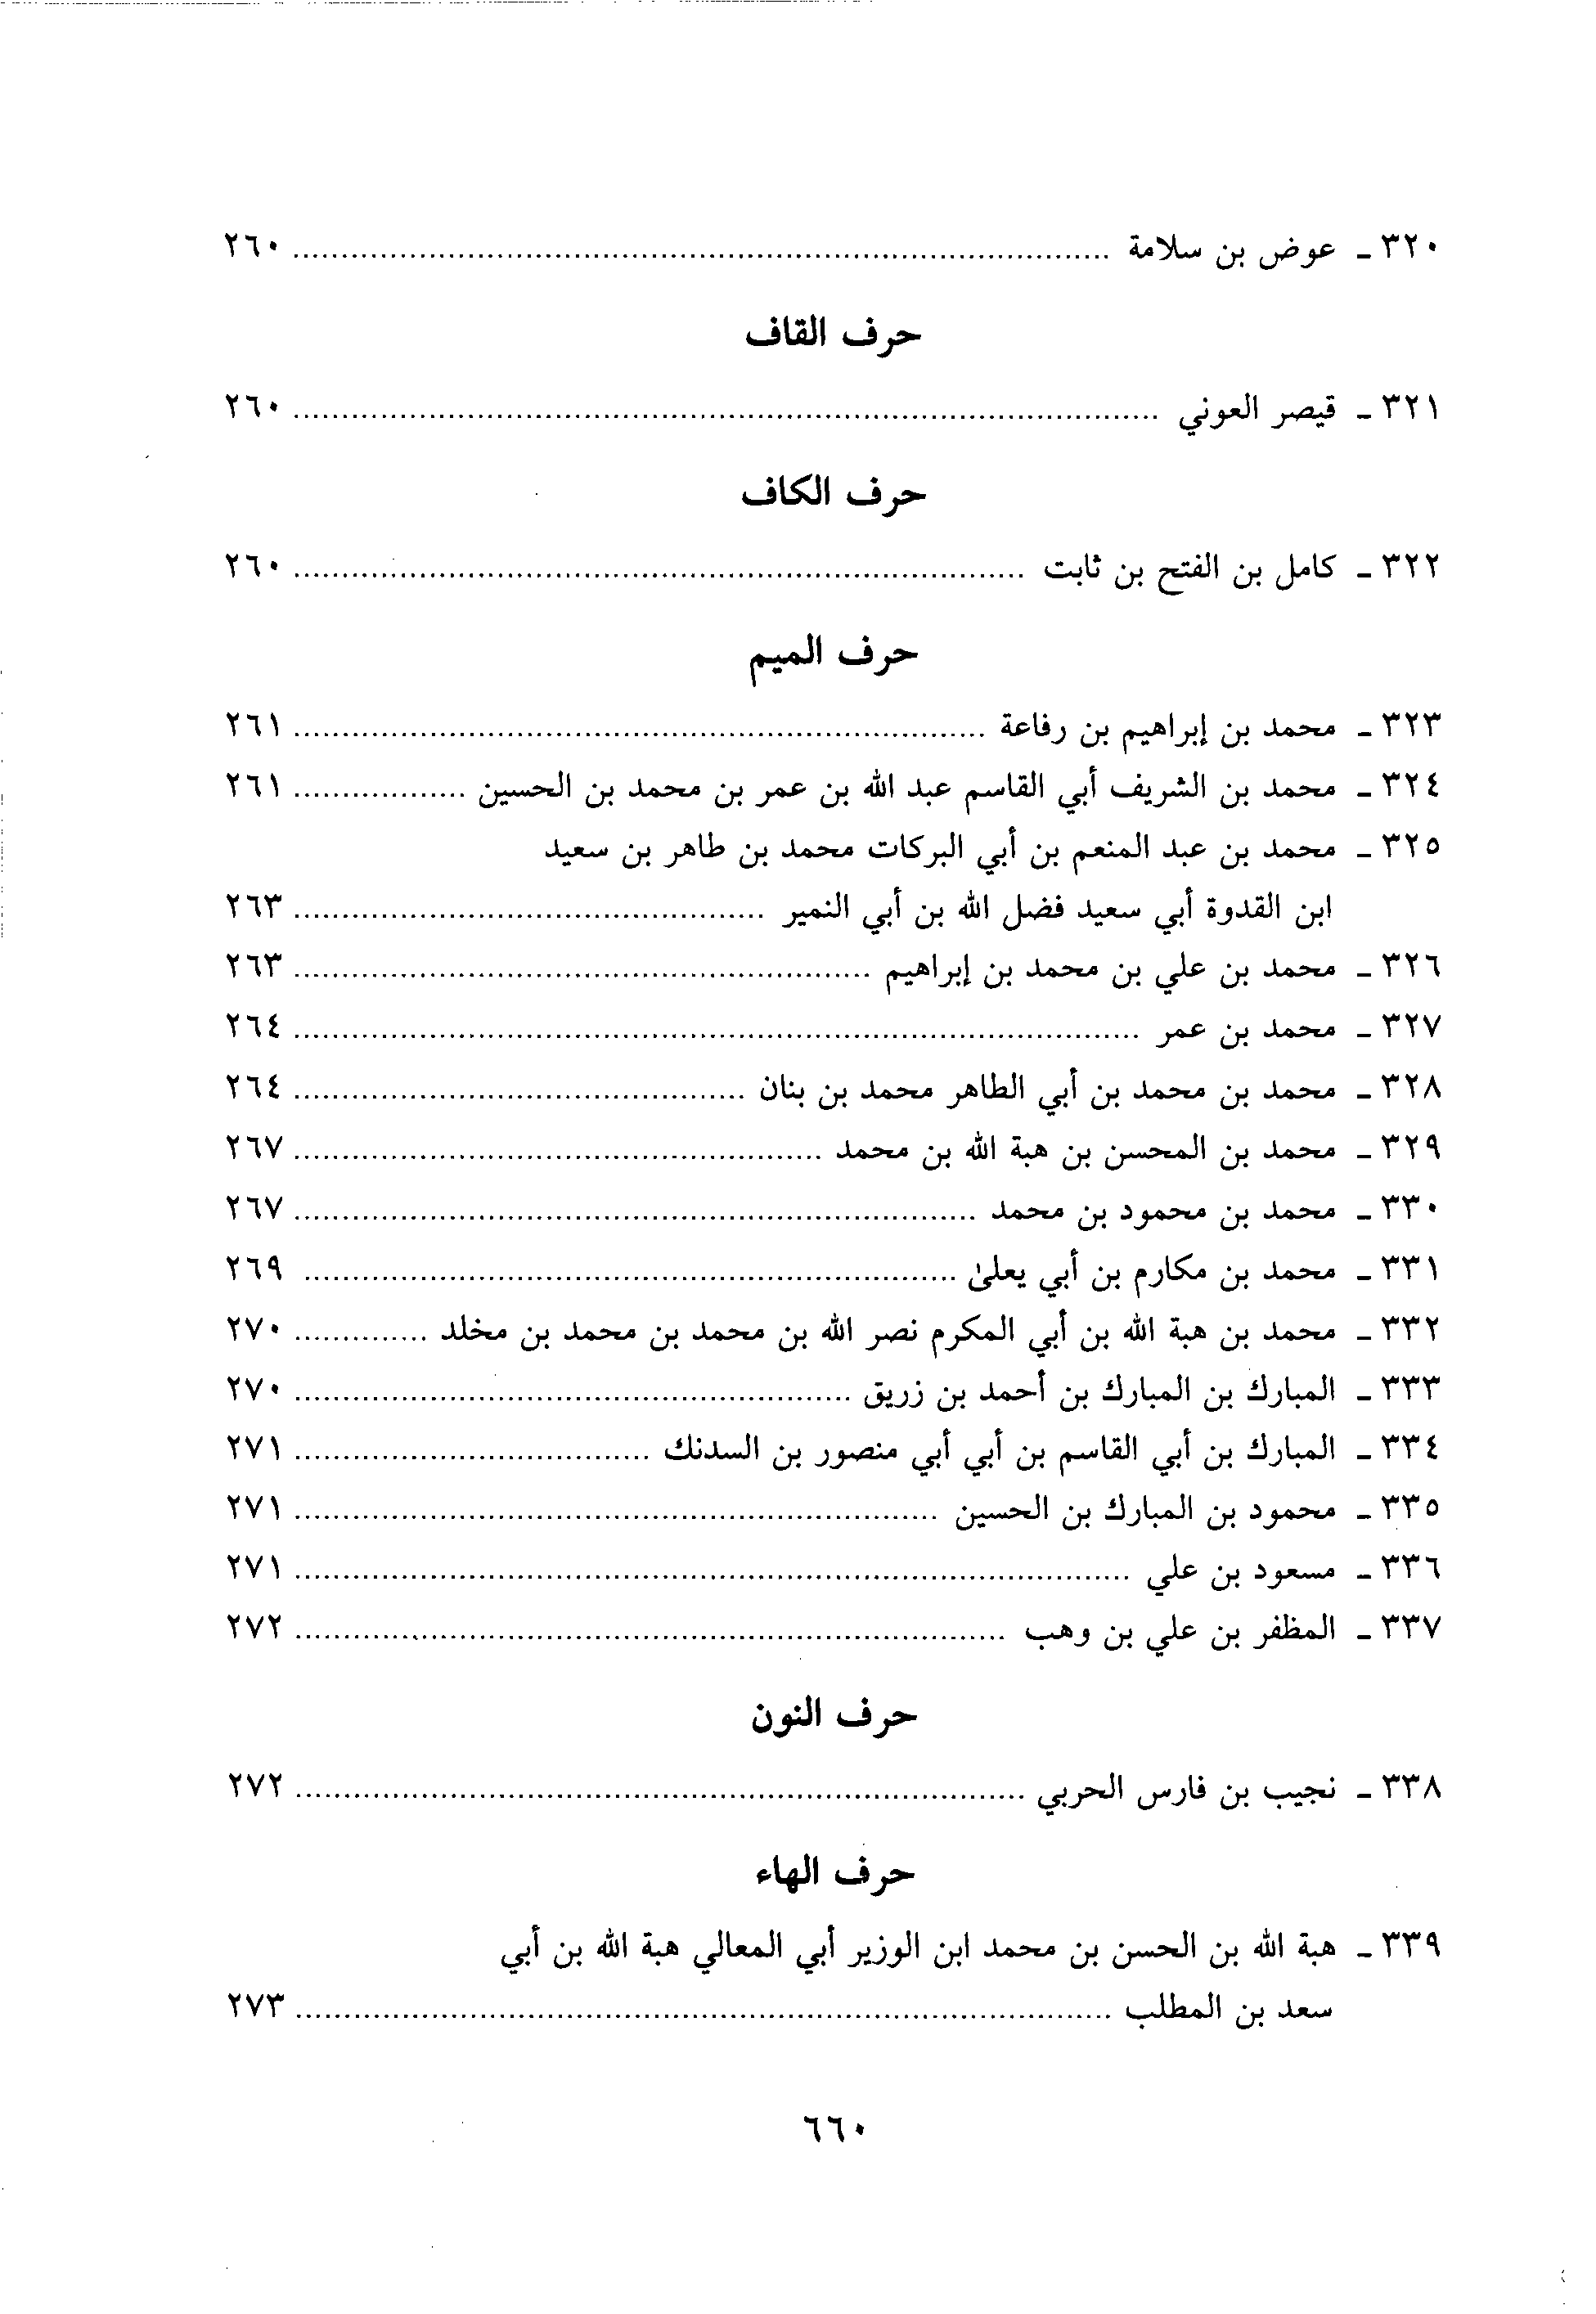 ٣٢٠ ـ عوض بن سلامة ........ ٢٦٠
حرف القاف
٣٢١ ـ قيصر العوني ........ ٢٦٠
حرف الكاف
٣٢٢ ـ كامل بن الفتح بن ثابت ........ ٢٦٠
حرف الميم
٣٢٣ ـ محمد بن إبراهيم بن رفاعة ........ ٢٦١
٣٢٤ ـ محمد بن الشريف أبي القاسم عبد الله بن عمر بن محمد بن الحسين ........ ٢٦١
٣٢٥ ـ محمد بن عبد المنعم بن أبي البركات محمد بن طاهر بن سعيد
ابن القدوة أبي سعيد فضل الله بن أبي النمير ........ ٢٦٣
٣٢٦ ـ محمد بن علي بن محمد بن إبراهيم ........ ٢٦٣
٣٢٧ ـ محمد بن عمر ........ ٢٦٤
٣٢٨ ـ محمد بن محمد بن أبي الطاهر محمد بن بنان ........ ٢٦٤
٣٢٩ ـ محمد بن المحسن بن هبة الله بن محمد ........ ٢٦٧
٣٣٠ ـ محمد بن محمود بن محمد ........ ٢٦٧
٣٣١ ـ محمد بن مكارم بن أبي يعلىٰ ........ ٢٦٩
٣٣٢ ـ محمد بن هبة الله بن أبي المكرم نصر الله بن محمد بن محمد بن مخلد ........ ٢٧٠
٣٣٣ ـ المبارك بن المبارك بن أحمد بن زريق ........ ٢٧٠
٣٣٤ ـ المبارك بن أبي القاسم بن أبي أبي منصور بن السدنك ........ ٢٧١
٣٣٥ ـ محمود بن المبارك بن الحسين ........ ٢٧١
٣٣٦ ـ مسعود بن علي ........ ٢٧١
٣٣٧ ـ المظفر بن علي بن وهب ........ ٢٧٢
حرف النون
٣٣٨ ـ نجيب بن فارس الحربي ........ ٢٧٢
حرف الهاء
٣٣٩ ـ هبة الله بن الحسن بن محمد ابن الوزير أبي المعالي هبة الله بن أبي
سعد بن المطلب ........ ٢٧٣
٦٦٠